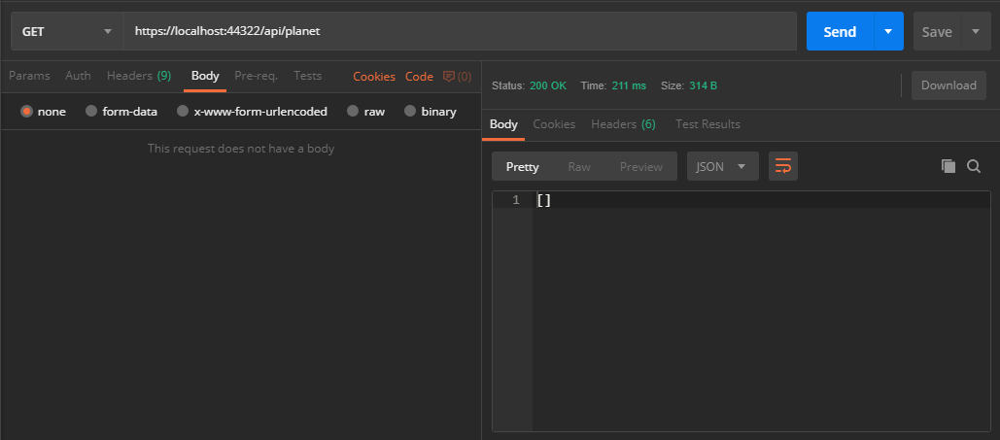 GET https://localhost:44322/api/planet Send Save
Params Auth Headers (9) Body Pre-req. Tests Cookies Code (0)
none form-data x-www-form-urlencoded raw binary
This request does not have a body
Status: 200 OK Time: 211 ms Size: 314 B Download
Body Cookies Headers (6) Test Results
Pretty Raw Preview JSON
1 []